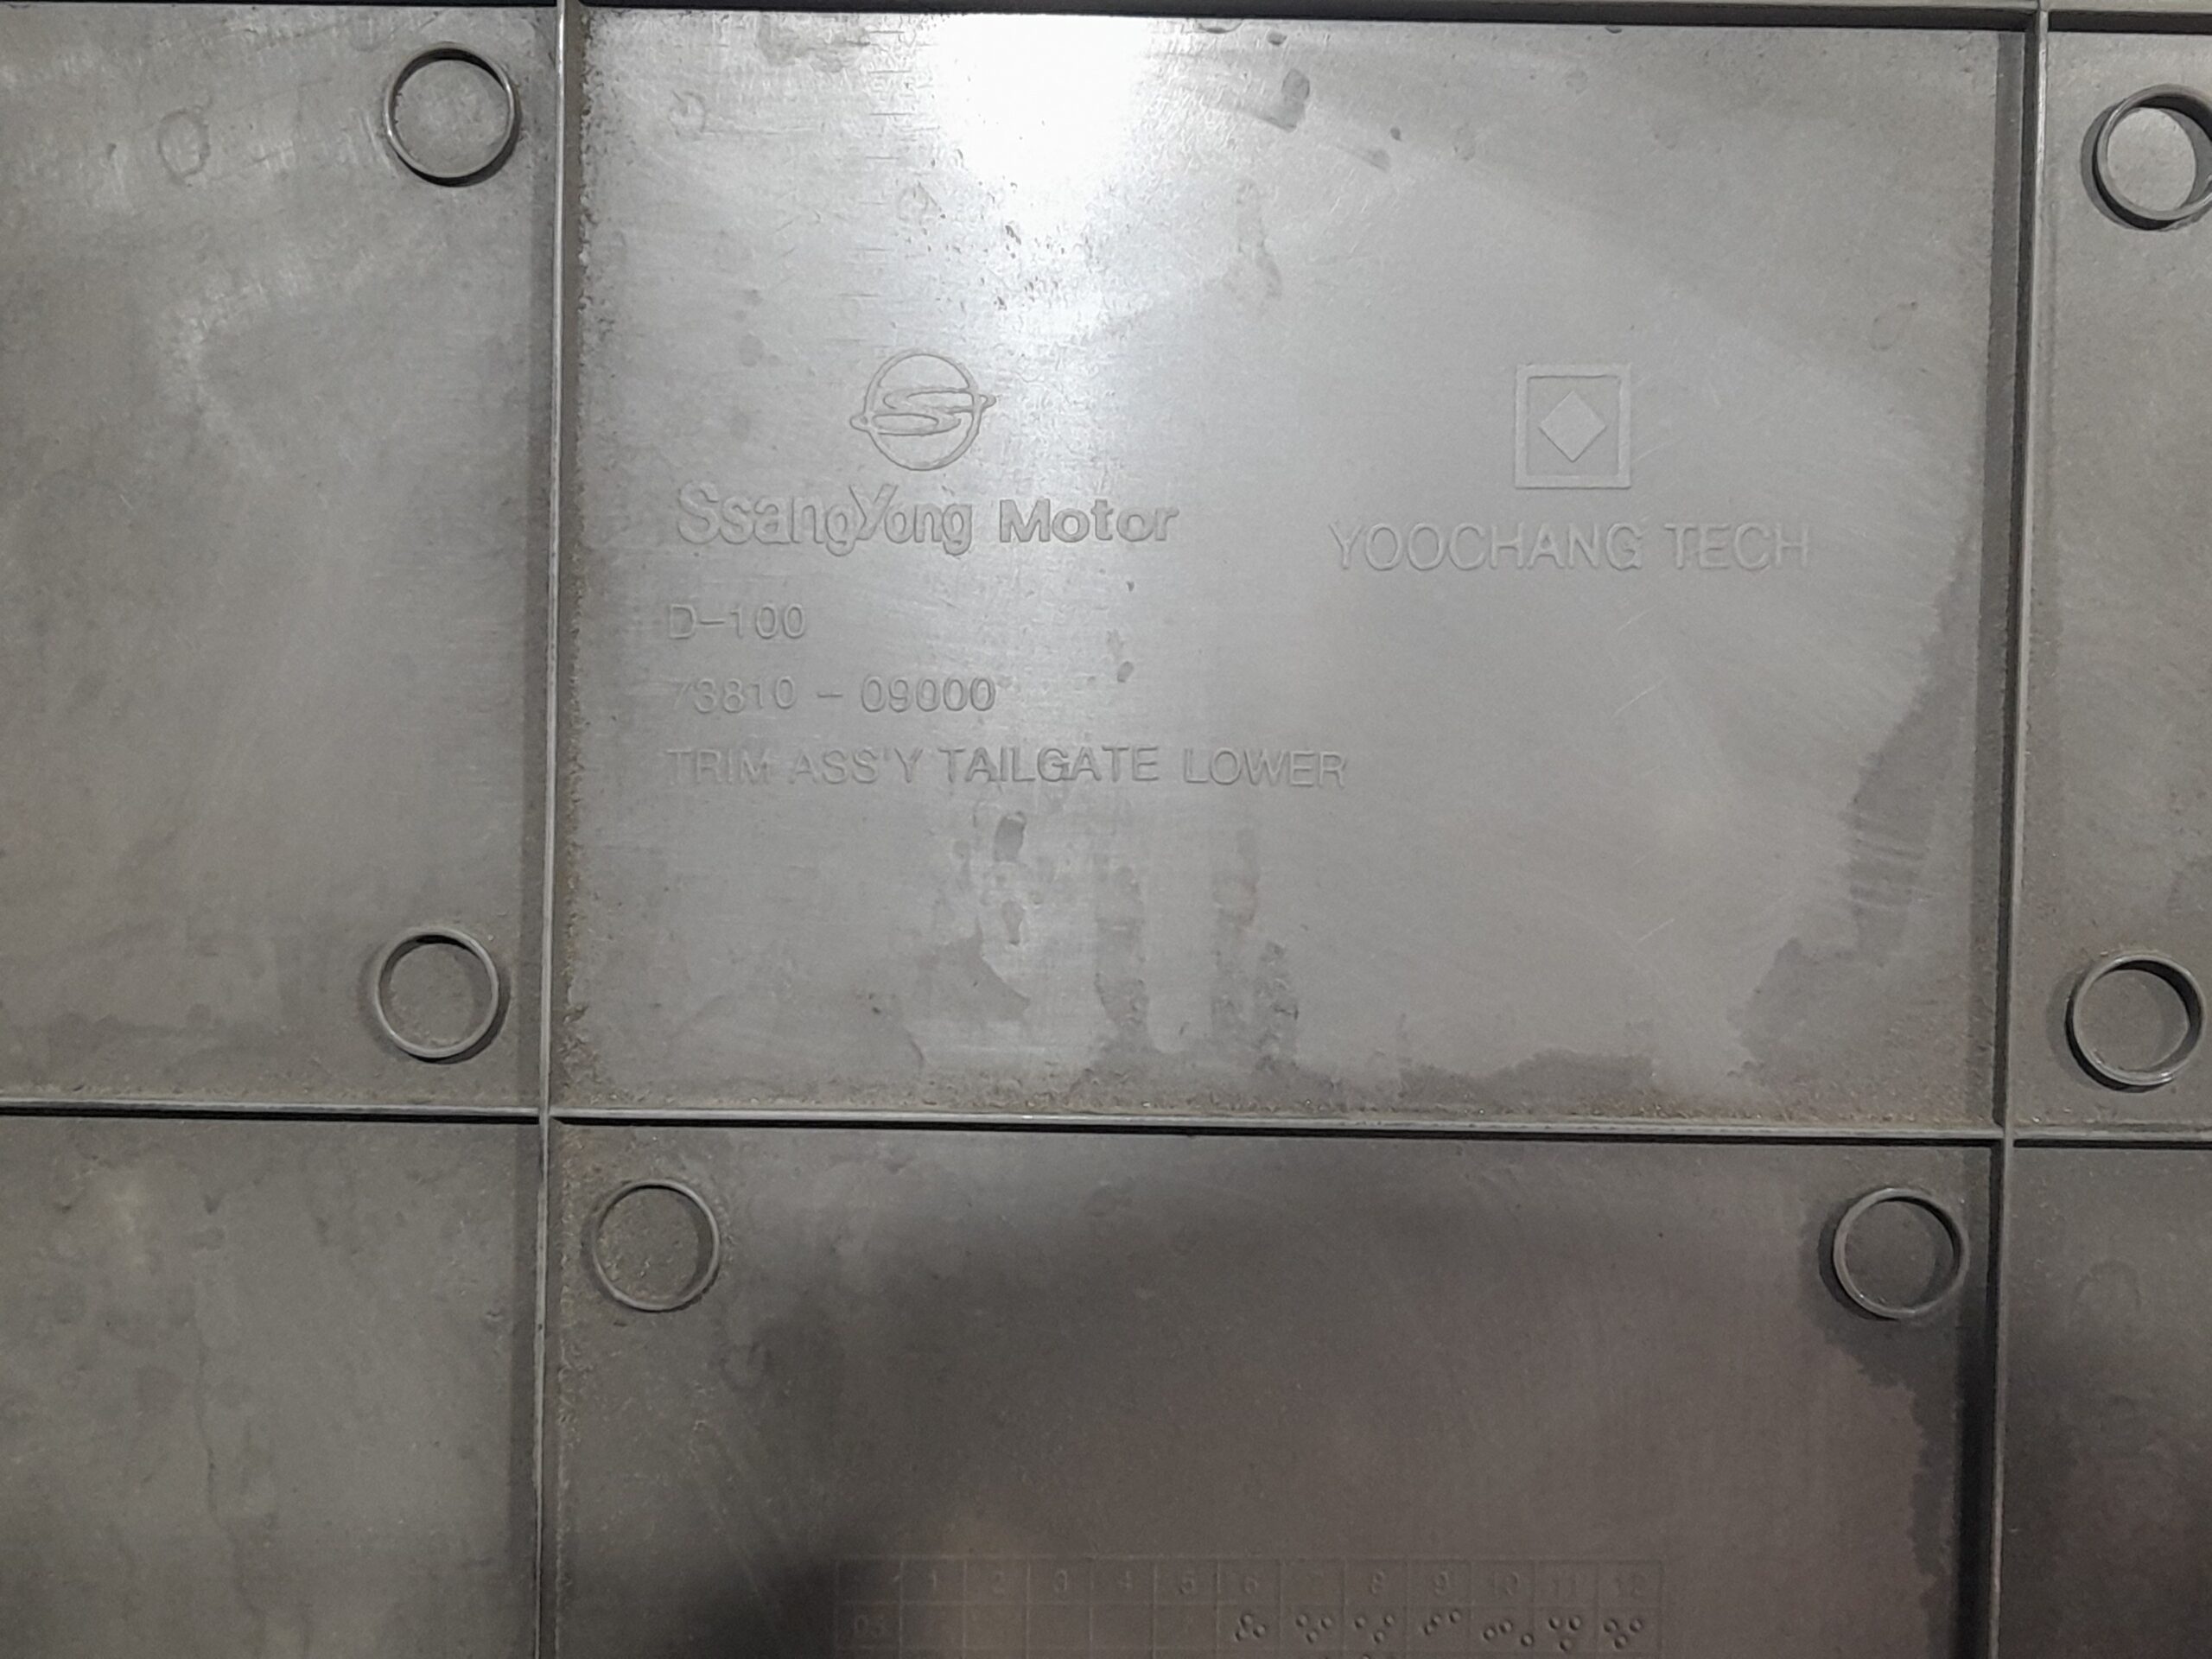 SsangYong Motor
YOOCHANG TECH
D-100
73810 - 09000
TRIM ASS'Y TAILGATE LOWER
1 2 3 4 5 6 7 8 9 10 11 12
05